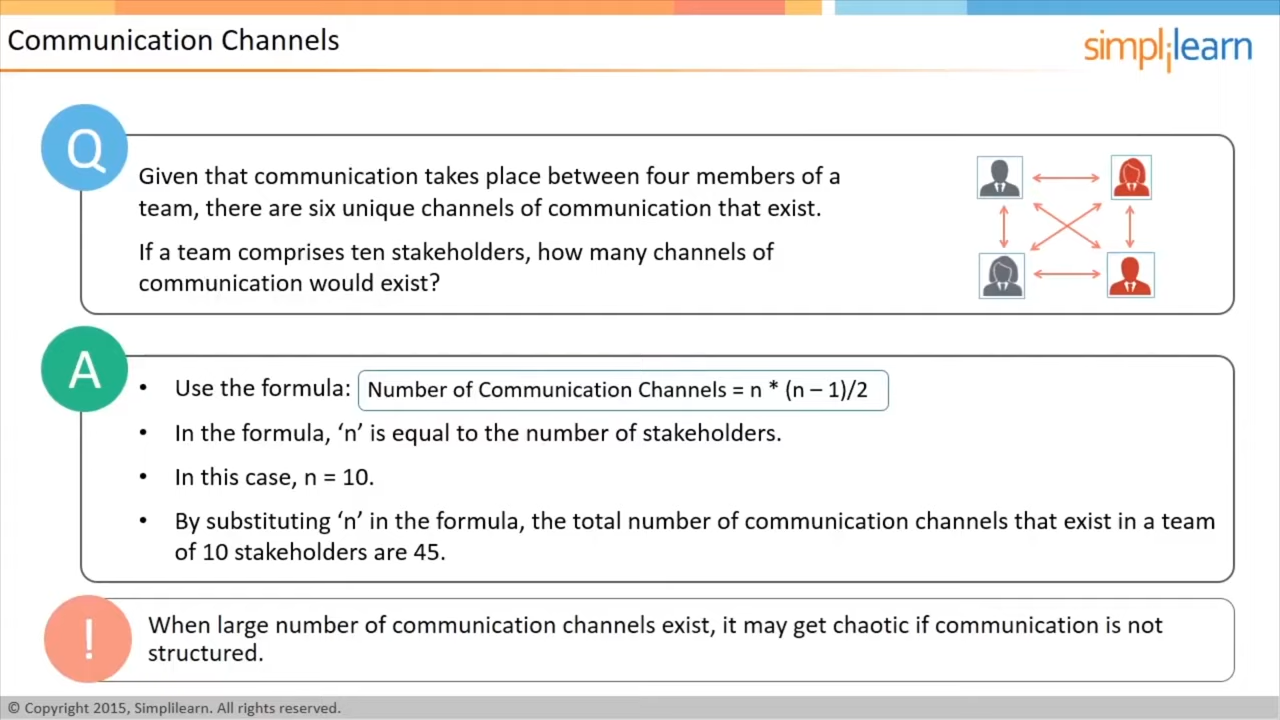 Communication Channels
simplilearn
Q
Given that communication takes place between four members of a
team, there are six unique channels of communication that exist.
If a team comprises ten stakeholders, how many channels of
communication would exist?
A
• Use the formula: Number of Communication Channels = n * (n – 1)/2
• In the formula, ‘n’ is equal to the number of stakeholders.
• In this case, n = 10.
• By substituting ‘n’ in the formula, the total number of communication channels that exist in a team
of 10 stakeholders are 45.
!
When large number of communication channels exist, it may get chaotic if communication is not
structured.
© Copyright 2015, Simplilearn. All rights reserved.